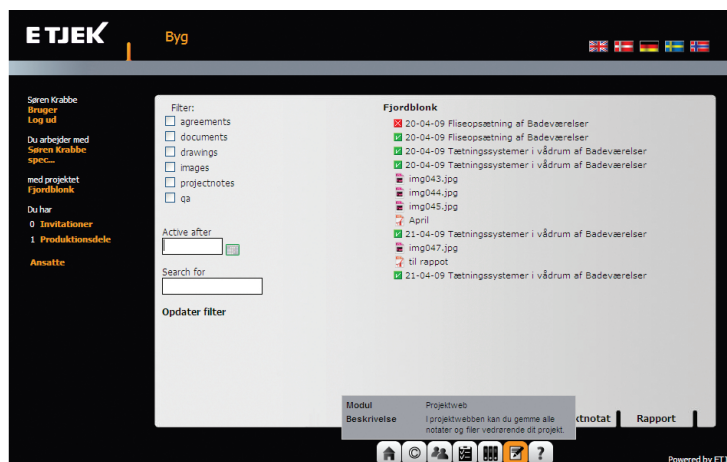 E TJEK
Byg
Søren Krabbe
Bruger
Log ud
Du arbejder med
Søren Krabbe
spec...
med projektet
Fjordblonk
Du har
0 Invitationer
1 Produktionsdele
Ansatte
Filter:
agreements
documents
drawings
images
projectnotes
qa
Active after
Search for
Opdater filter
Fjordblonk
20-04-09 Fliseopsætning af Badeværelser
20-04-09 Fliseopsætning af Badeværelser
20-04-09 Tætningssystemer i vådrum af Badeværelser
20-04-09 Tætningssystemer i vådrum af Badeværelser
img043.jpg
img044.jpg
img045.jpg
April
21-04-09 Tætningssystemer i vådrum af Badeværelser
img047.jpg
til rappot
21-04-09 Tætningssystemer i vådrum af Badeværelser
Modul Projektweb
Beskrivelse I projektwebben kan du gemme alle
notater og filer vedrørende dit projekt.
ktnotat Rapport
© ?
Powered by ET